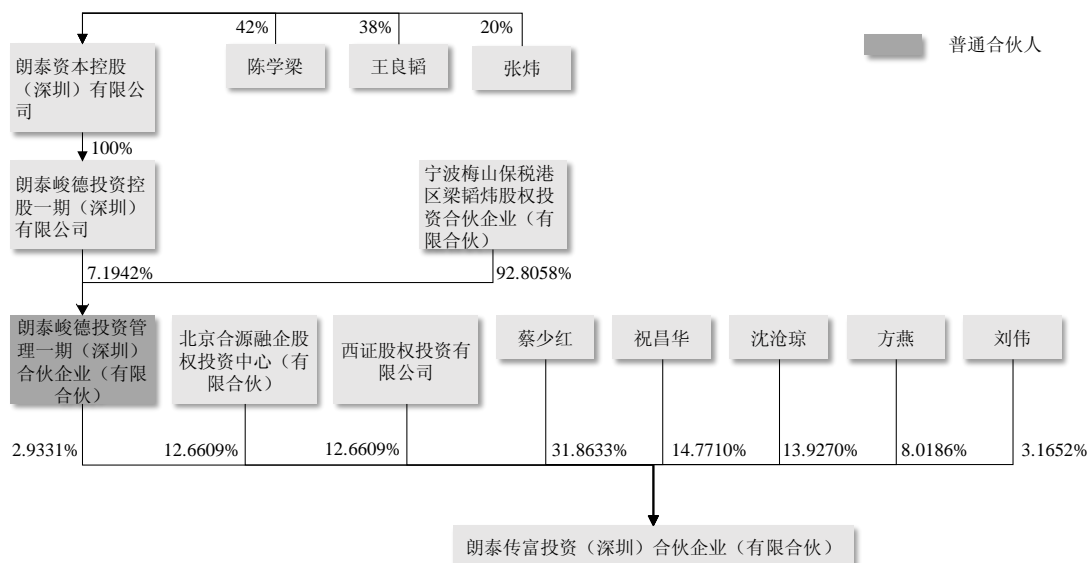 42%
38%
20%
朗泰资本控股
（深圳）有限公
司
陈学梁
王良韬
张炜
普通合伙人
100%
朗泰峻德投资控
股一期（深圳）
有限公司
宁波梅山保税港
区梁韬炜股权投
资合伙企业（有
限合伙）
7.1942%
92.8058%
朗泰峻德投资管
理一期（深圳）
合伙企业（有限
合伙）
北京合源融企股
权投资中心（有
限合伙）
西证股权投资有
限公司
蔡少红
祝昌华
沈沧琼
方燕
刘伟
2.9331%
12.6609%
12.6609%
31.8633%
14.7710%
13.9270%
8.0186%
3.1652%
朗泰传富投资（深圳）合伙企业（有限合伙）